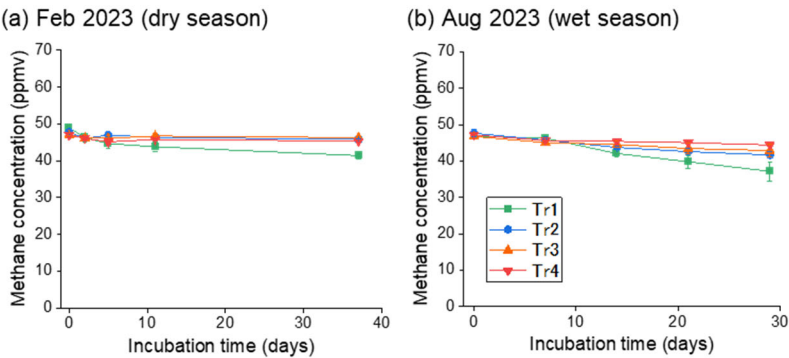 (a) Feb 2023 (dry season)
Methane concentration (ppmv)
70
60
50
40
30
20
10
0
0 10 20 30 40
Incubation time (days)
(b) Aug 2023 (wet season)
Methane concentration (ppmv)
70
60
50
40
30
20
10
0
Tr1
Tr2
Tr3
Tr4
0 10 20 30
Incubation time (days)